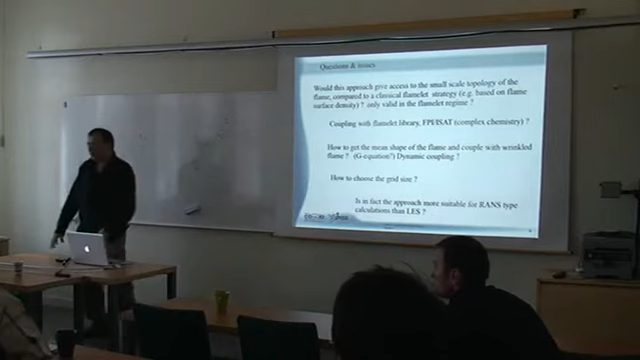 Questions & issues
Would this approach give access to the small scale topology of the
flame, compared to a classical flamelet strategy (e.g. based on flame
surface density) ? only valid in the flamelet regime ?
Coupling with flamelet library, FPI/ISAT (complex chemistry) ?
How to get the mean shape of the flame and couple with wrinkled
flame ? (G-equation?) Dynamic coupling ?
How to choose the grid size ?
Is in fact the approach more suitable for RANS type
calculations than LES ?